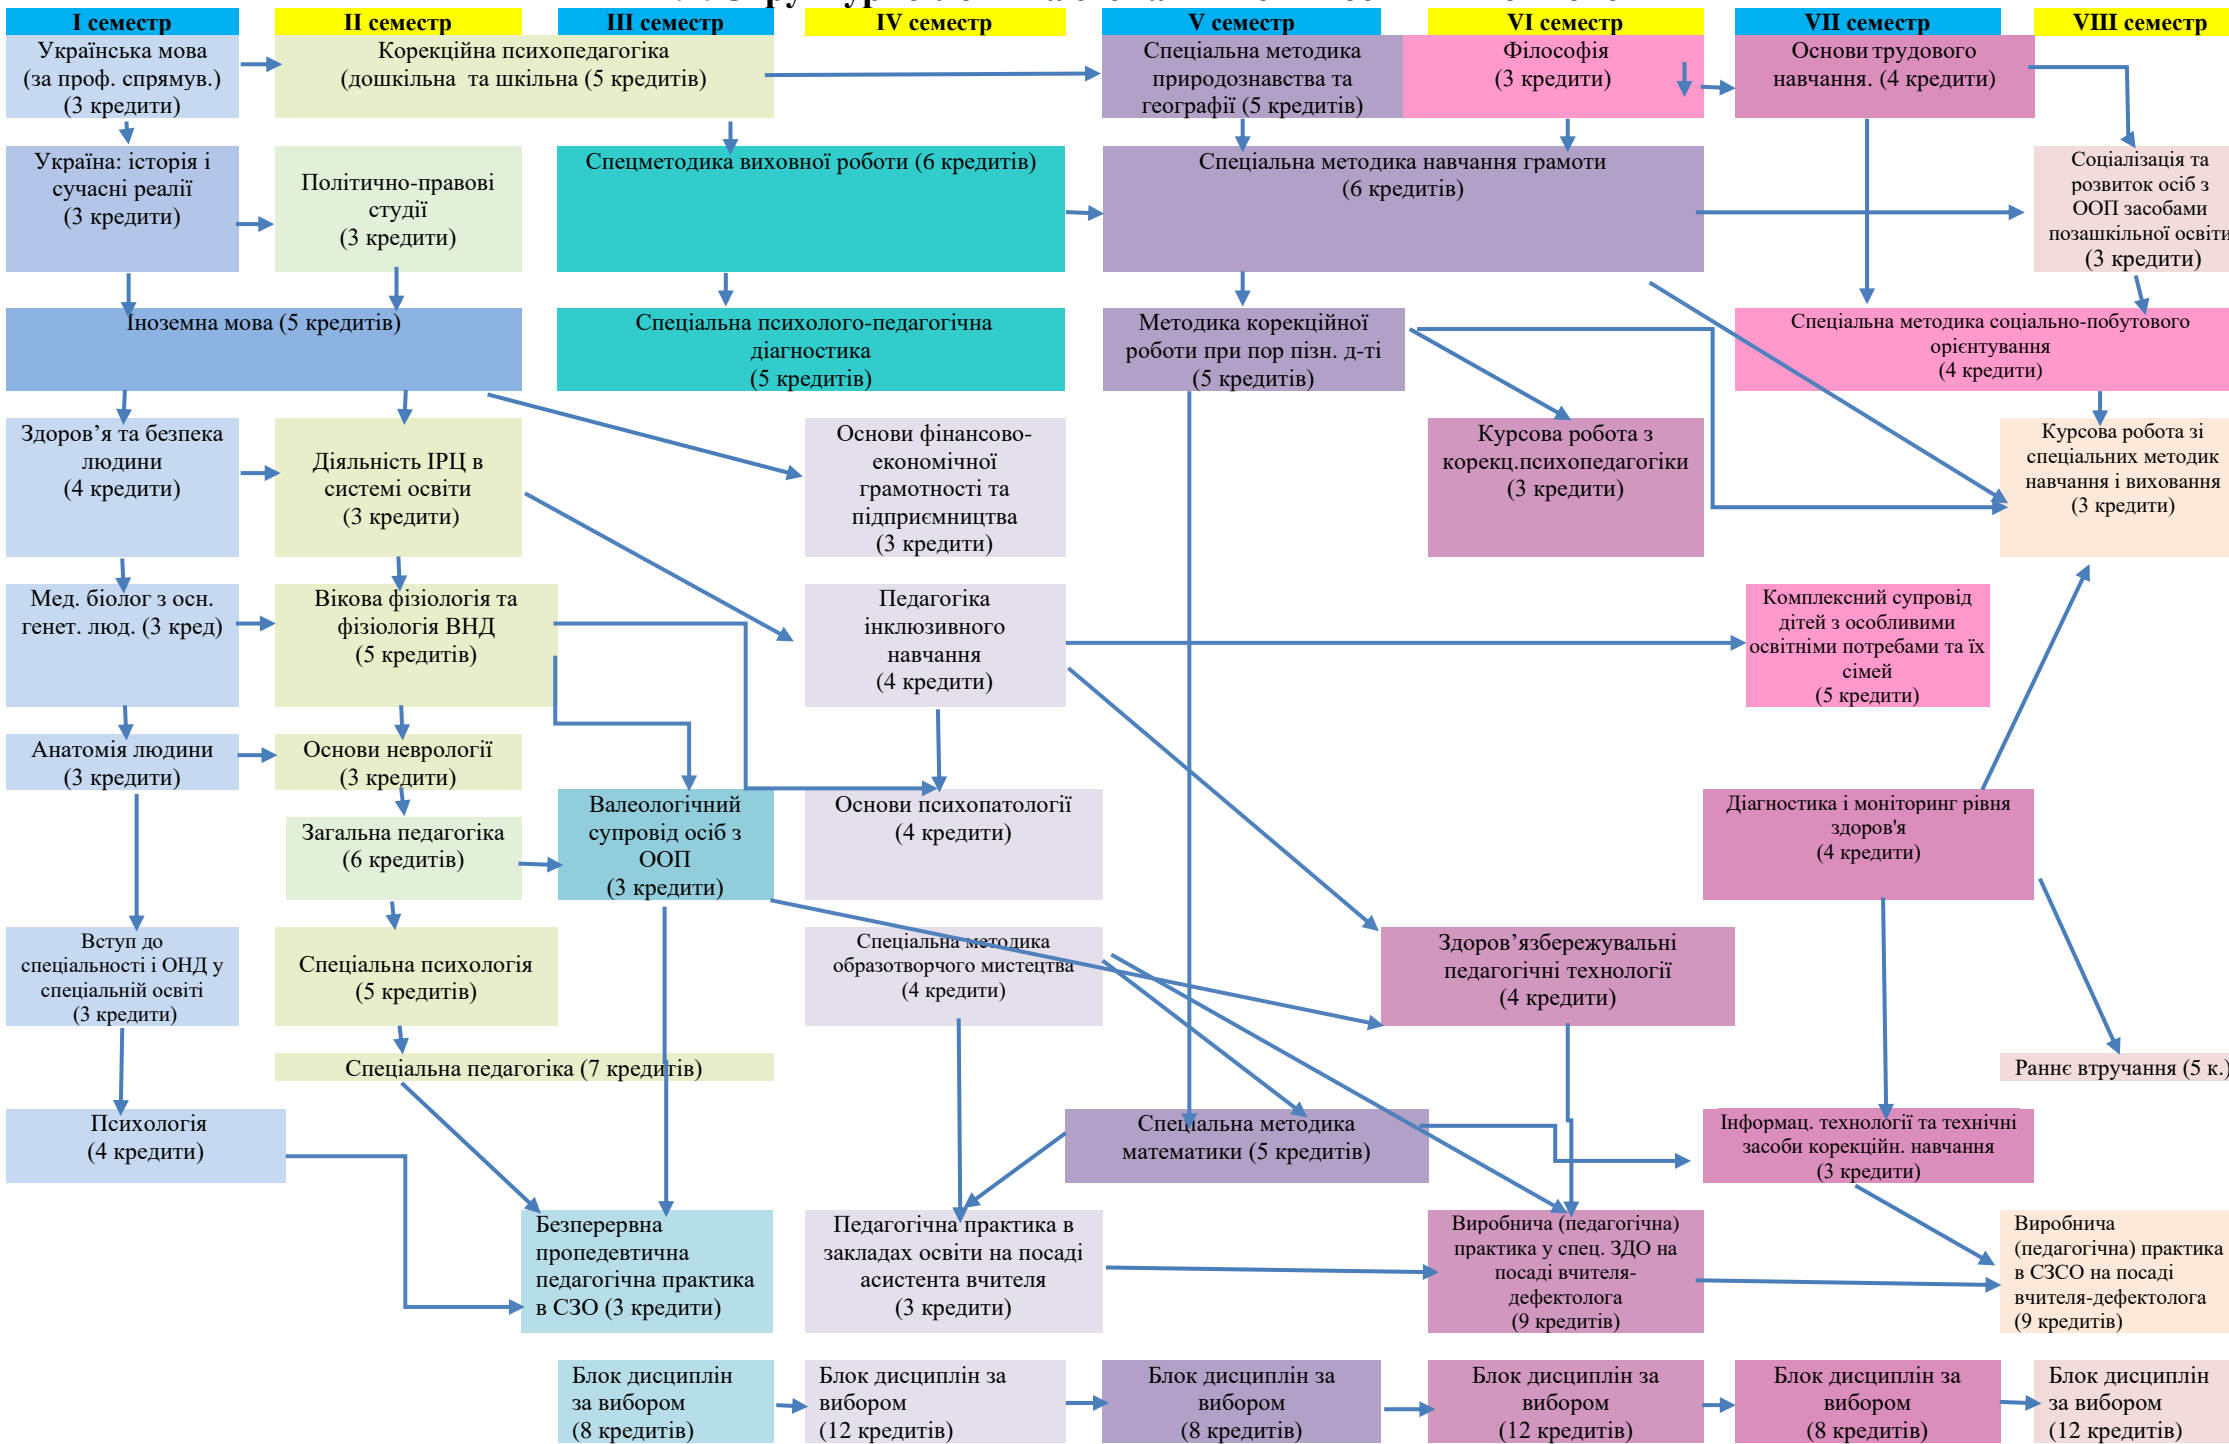 I семестр
II семестр
III семестр
IV семестр
V семестр
VI семестр
VII семестр
VIII семестр
Українська мова
(за проф. спрямув.)
(3 кредити)
Корекційна психопедагогіка
(дошкільна та шкільна (5 кредитів)
Спеціальна методика
природознавства та
географії (5 кредитів)
Філософія
(3 кредити)
Основи трудового
навчання. (4 кредити)
Україна: історія і
сучасні реалії
(3 кредити)
Політично-правові
студії
(3 кредити)
Спецметодика виховної роботи (6 кредитів)
Спеціальна методика навчання грамоти
(6 кредитів)
Соціалізація та
розвиток осіб з
ООП засобами
позашкільної освіти
(3 кредити)
Іноземна мова (5 кредитів)
Спеціальна психолого-педагогічна
діагностика
(5 кредитів)
Методика корекційної
роботи при пор пізн. д-ті
(5 кредитів)
Спеціальна методика соціально-побутового
орієнтування
(4 кредити)
Здоров’я та безпека
людини
(4 кредити)
Діяльність ІРЦ в
системі освіти
(3 кредити)
Основи фінансово-
економічної
грамотності та
підприємництва
(3 кредити)
Курсова робота з
корекц.психопедагогіки
(3 кредити)
Курсова робота зі
спеціальних методик
навчання і виховання
(3 кредити)
Мед. біолог з осн.
генет. люд. (3 кред)
Вікова фізіологія та
фізіологія ВНД
(5 кредитів)
Педагогіка
інклюзивного
навчання
(4 кредити)
Комплексний супровід
дітей з особливими
освітніми потребами та їх
сімей
(5 кредити)
Анатомія людини
(3 кредити)
Основи неврології
(3 кредити)
Загальна педагогіка
(6 кредитів)
Валеологічний
супровід осіб з
ООП
(3 кредити)
Основи психопатології
(4 кредити)
Діагностика і моніторинг рівня
здоров'я
(4 кредити)
Вступ до
спеціальності і ОНД у
спеціальній освіті
(3 кредити)
Спеціальна психологія
(5 кредитів)
Спеціальна методика
образотворчого мистецтва
(4 кредити)
Здоров’язбережувальні
педагогічні технології
(4 кредити)
Спеціальна педагогіка (7 кредитів)
Раннє втручання (5 к.)
Психологія
(4 кредити)
Спеціальна методика
математики (5 кредитів)
Інформац. технології та технічні
засоби корекційн. навчання
(3 кредити)
Безперервна
пропедевтична
педагогічна практика
в СЗО (3 кредити)
Педагогічна практика в
закладах освіти на посаді
асистента вчителя
(3 кредити)
Виробнича (педагогічна)
практика у спец. ЗДО на
посаді вчителя-
дефектолога
(9 кредитів)
Виробнича
(педагогічна) практика
в СЗСО на посаді
вчителя-дефектолога
(9 кредитів)
Блок дисциплін
за вибором
(8 кредитів)
Блок дисциплін за
вибором
(12 кредитів)
Блок дисциплін за
вибором
(8 кредитів)
Блок дисциплін за
вибором
(12 кредитів)
Блок дисциплін за
вибором
(8 кредитів)
Блок дисциплін
за вибором
(12 кредитів)